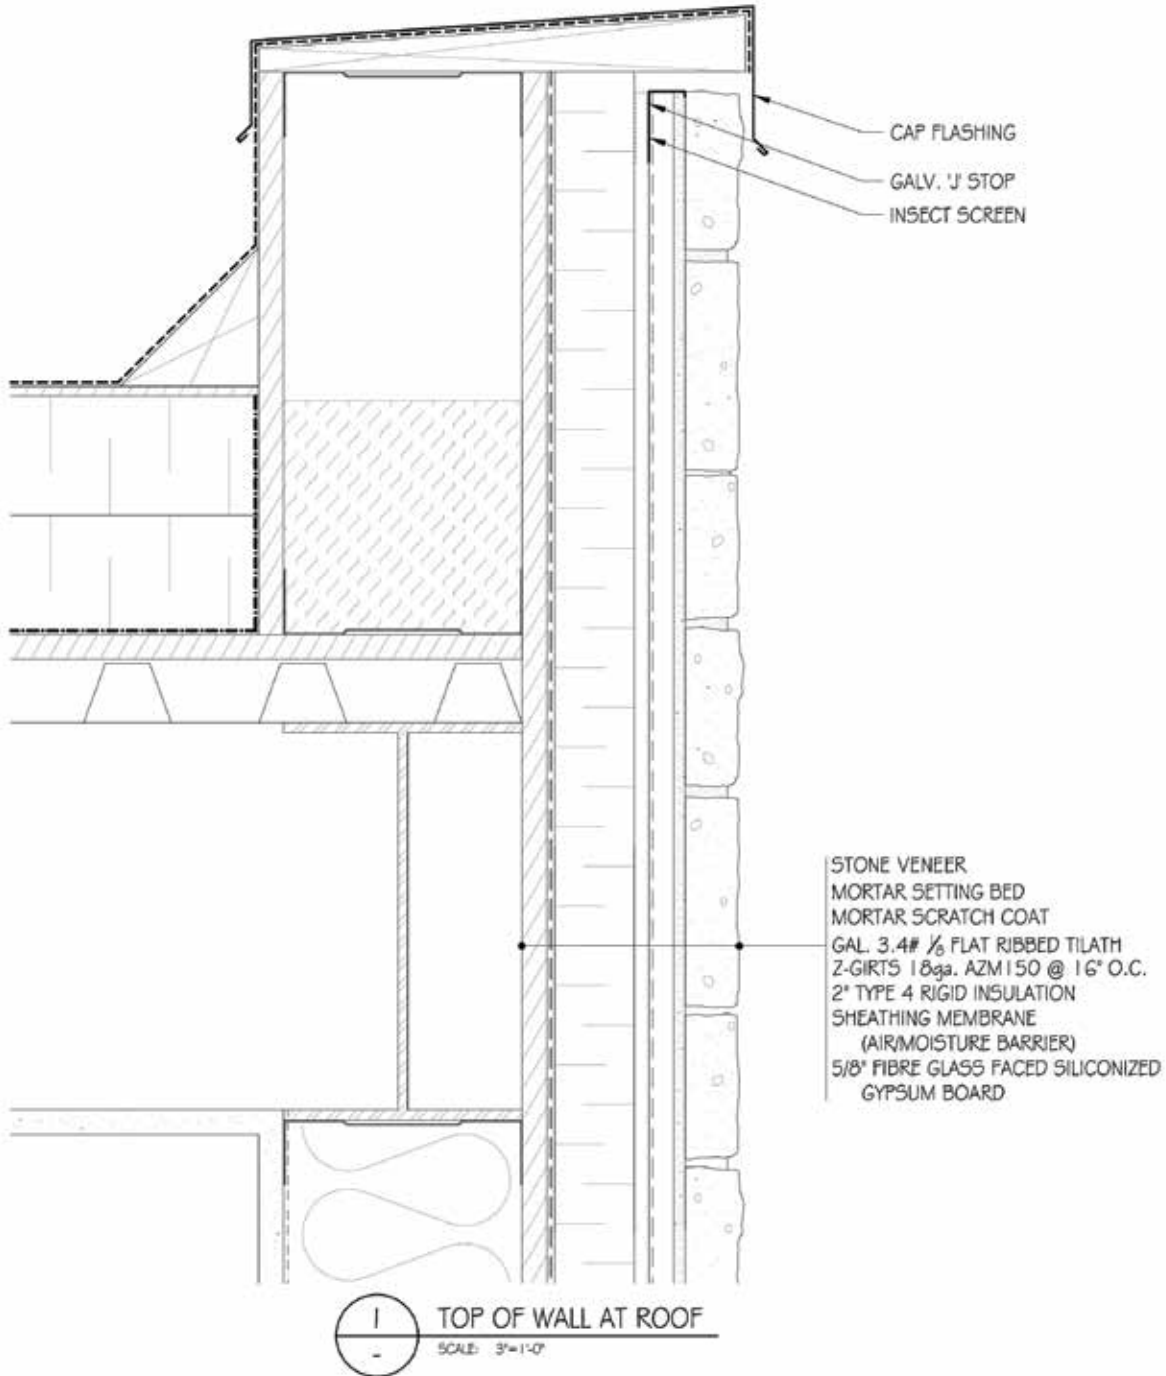 CAP FLASHING
GALV. 'J' STOP
INSECT SCREEN
STONE VENEER
MORTAR SETTING BED
MORTAR SCRATCH COAT
GAL. 3.4# 1/8 FLAT RIBBED TILATH
Z-GIRTS 18ga. AZM150 @ 16" O.C.
2" TYPE 4 RIGID INSULATION
SHEATHING MEMBRANE
(AIR/MOISTURE BARRIER)
5/8" FIBRE GLASS FACED SILICONIZED
GYPSUM BOARD
1
-
TOP OF WALL AT ROOF
SCALE: 3"=1'-0"